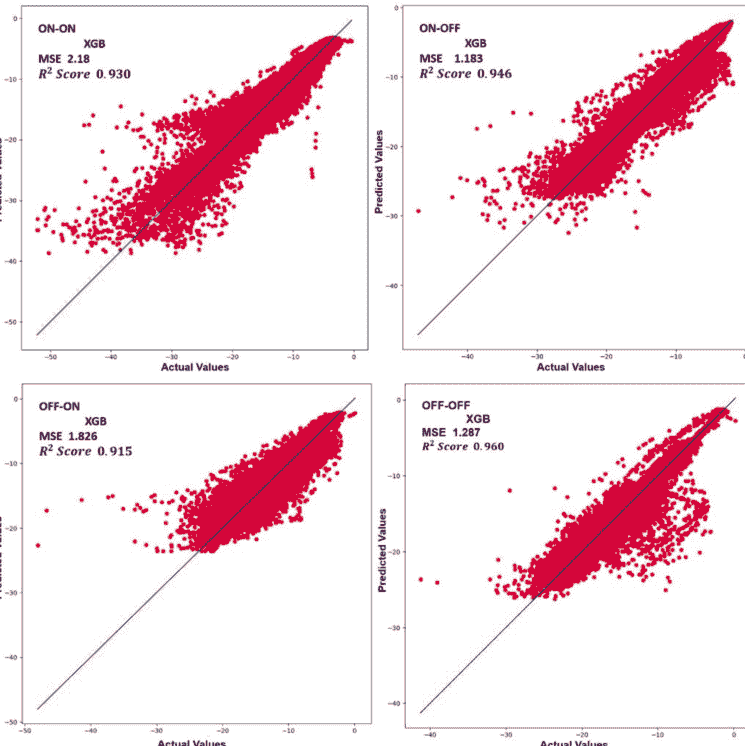 ON-ON
XGB
MSE 2.18
R² Score 0.930
0
−10
−20
−30
−40
−50
−50
−40
−30
−20
−10
0
Actual Values
ON-OFF
XGB
MSE 1.183
R² Score 0.946
Predicted Values
0
−10
−20
−30
−40
−40
−30
−20
−10
0
Actual Values
OFF-ON
XGB
MSE 1.826
R² Score 0.915
0
−10
−20
−30
−40
−50
−50
−40
−30
−20
−10
0
Actual Values
OFF-OFF
XGB
MSE 1.287
R² Score 0.960
Predicted Values
0
−10
−20
−30
−40
−40
−30
−20
−10
0
Actual Values